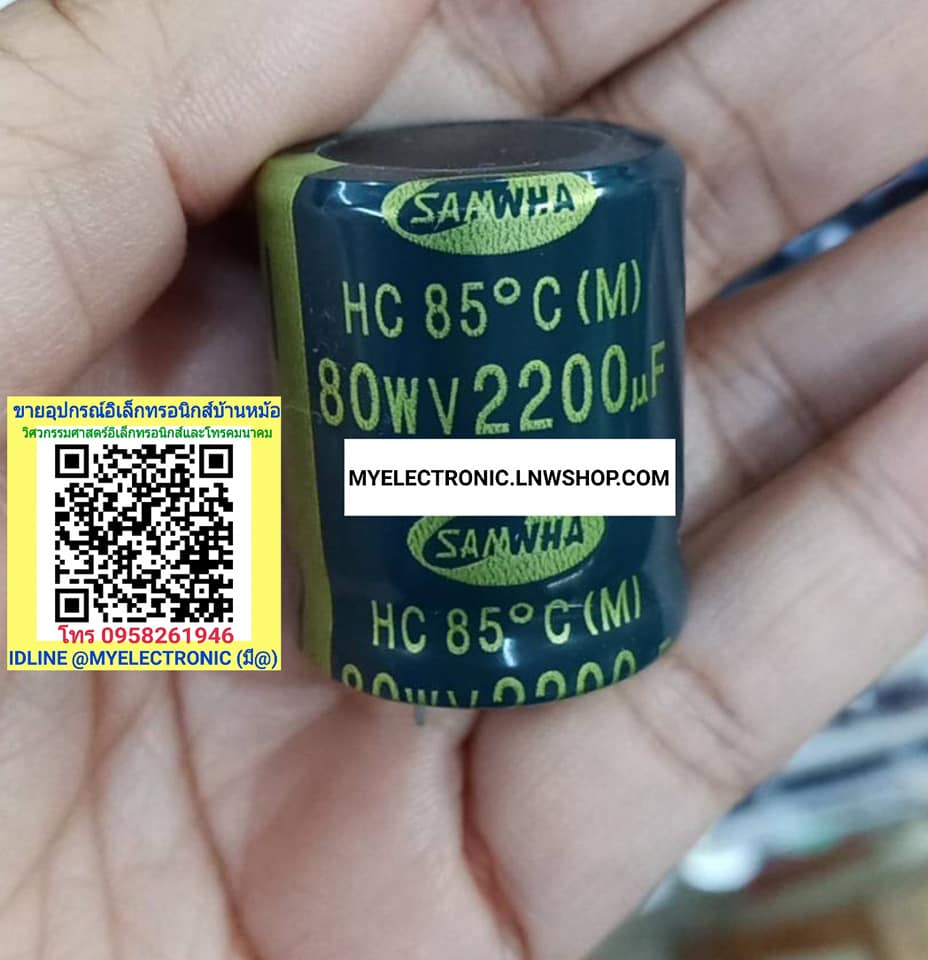 SAMWHA
HC 85°C (M)
80WV 2200µF
MYELECTRONIC.LNWSHOP.COM
SAMWHA
HC 85°C (M)
80WV 2200
ขายอุปกรณ์อิเล็กทรอนิกส์บ้านหม้อ
วิศวกรรมศาสตร์อิเล็กทรอนิกส์และโทรคมนาคม
โทร 0958261946
IDLINE @MYELECTRONIC (มี@)